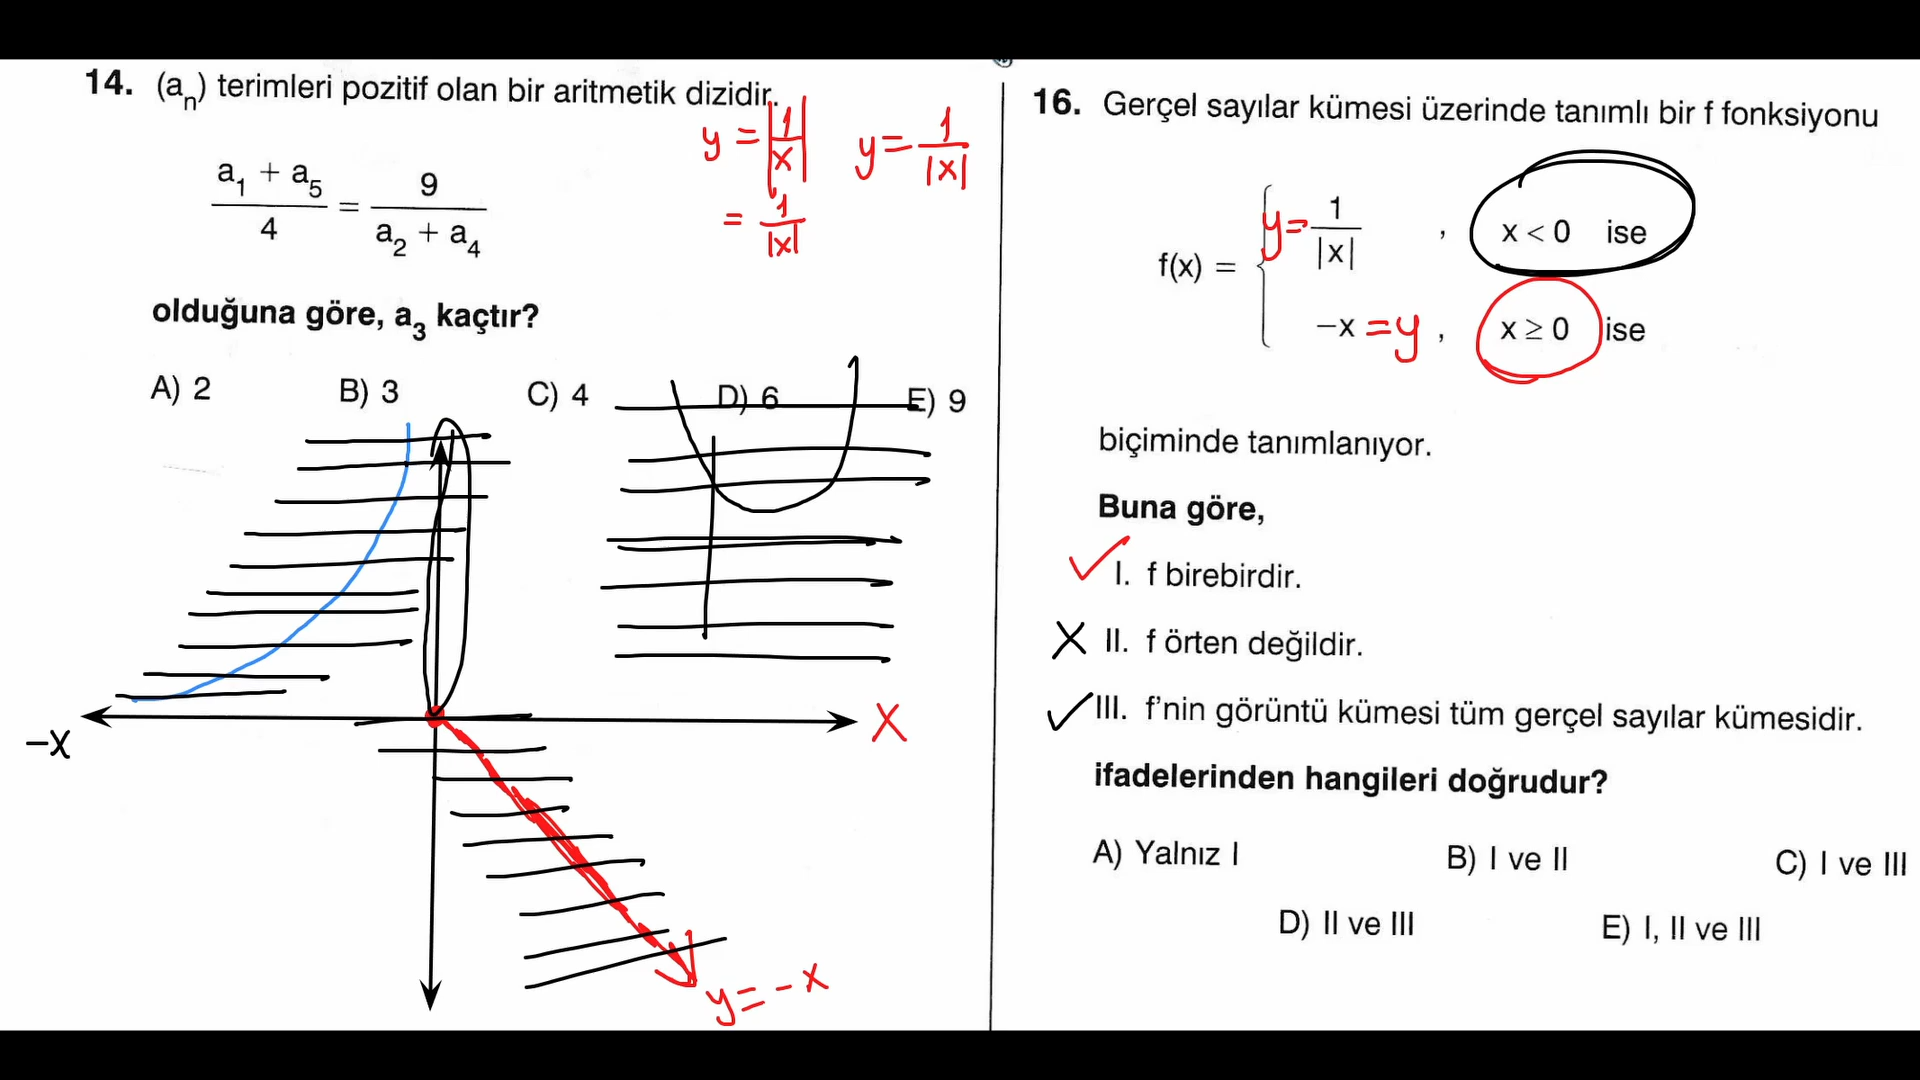 14. (aₙ) terimleri pozitif olan bir aritmetik dizidir.
y = |1/x| y = 1/|x|
= 1/|x|
(a₁ + a₅)/4 = 9/(a₂ + a₄)
olduğuna göre, a₃ kaçtır?
A) 2 B) 3 C) 4 D) 6 E) 9
-x
X
y = -x
16. Gerçel sayılar kümesi üzerinde tanımlı bir f fonksiyonu
y = 1/|x| , x < 0 ise
f(x) =
-x = y , x ≥ 0 ise
biçiminde tanımlanıyor.
Buna göre,
✓ I. f birebirdir.
X II. f örten değildir.
✓ III. f'nin görüntü kümesi tüm gerçel sayılar kümesidir.
ifadelerinden hangileri doğrudur?
A) Yalnız I B) I ve II C) I ve III
D) II ve III E) I, II ve III